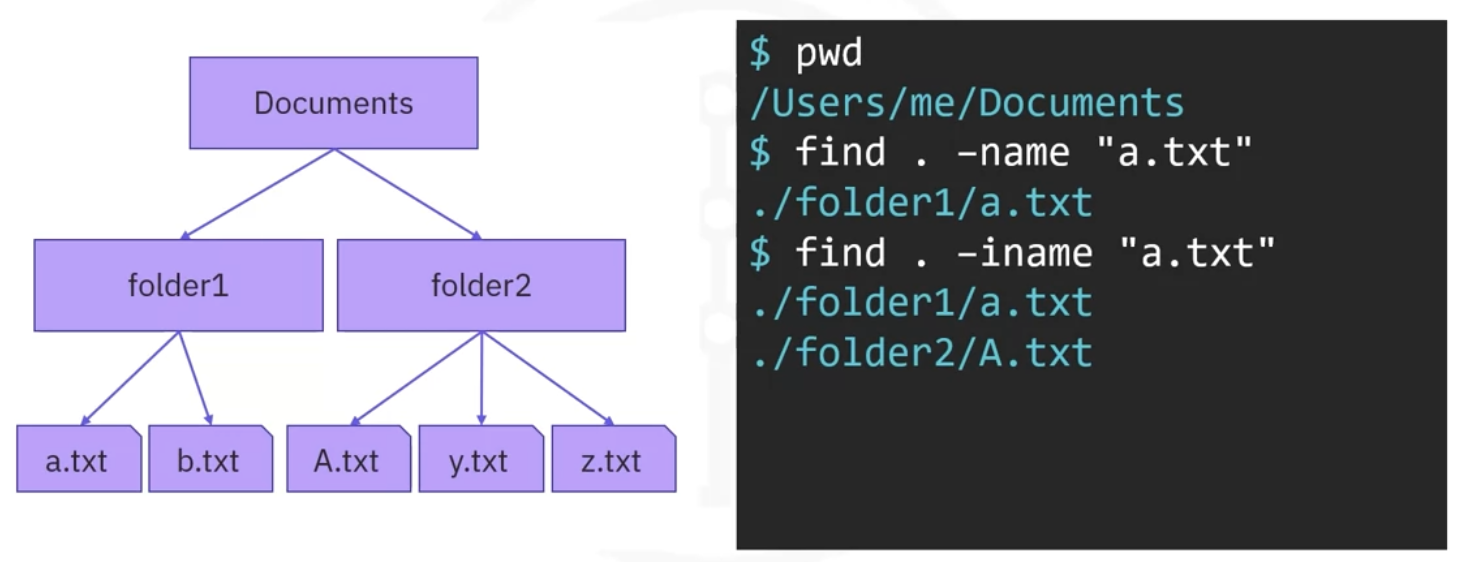 Documents
folder1
folder2
a.txt
b.txt
A.txt
y.txt
z.txt
$ pwd
/Users/me/Documents
$ find . –name "a.txt"
./folder1/a.txt
$ find . –iname "a.txt"
./folder1/a.txt
./folder2/A.txt